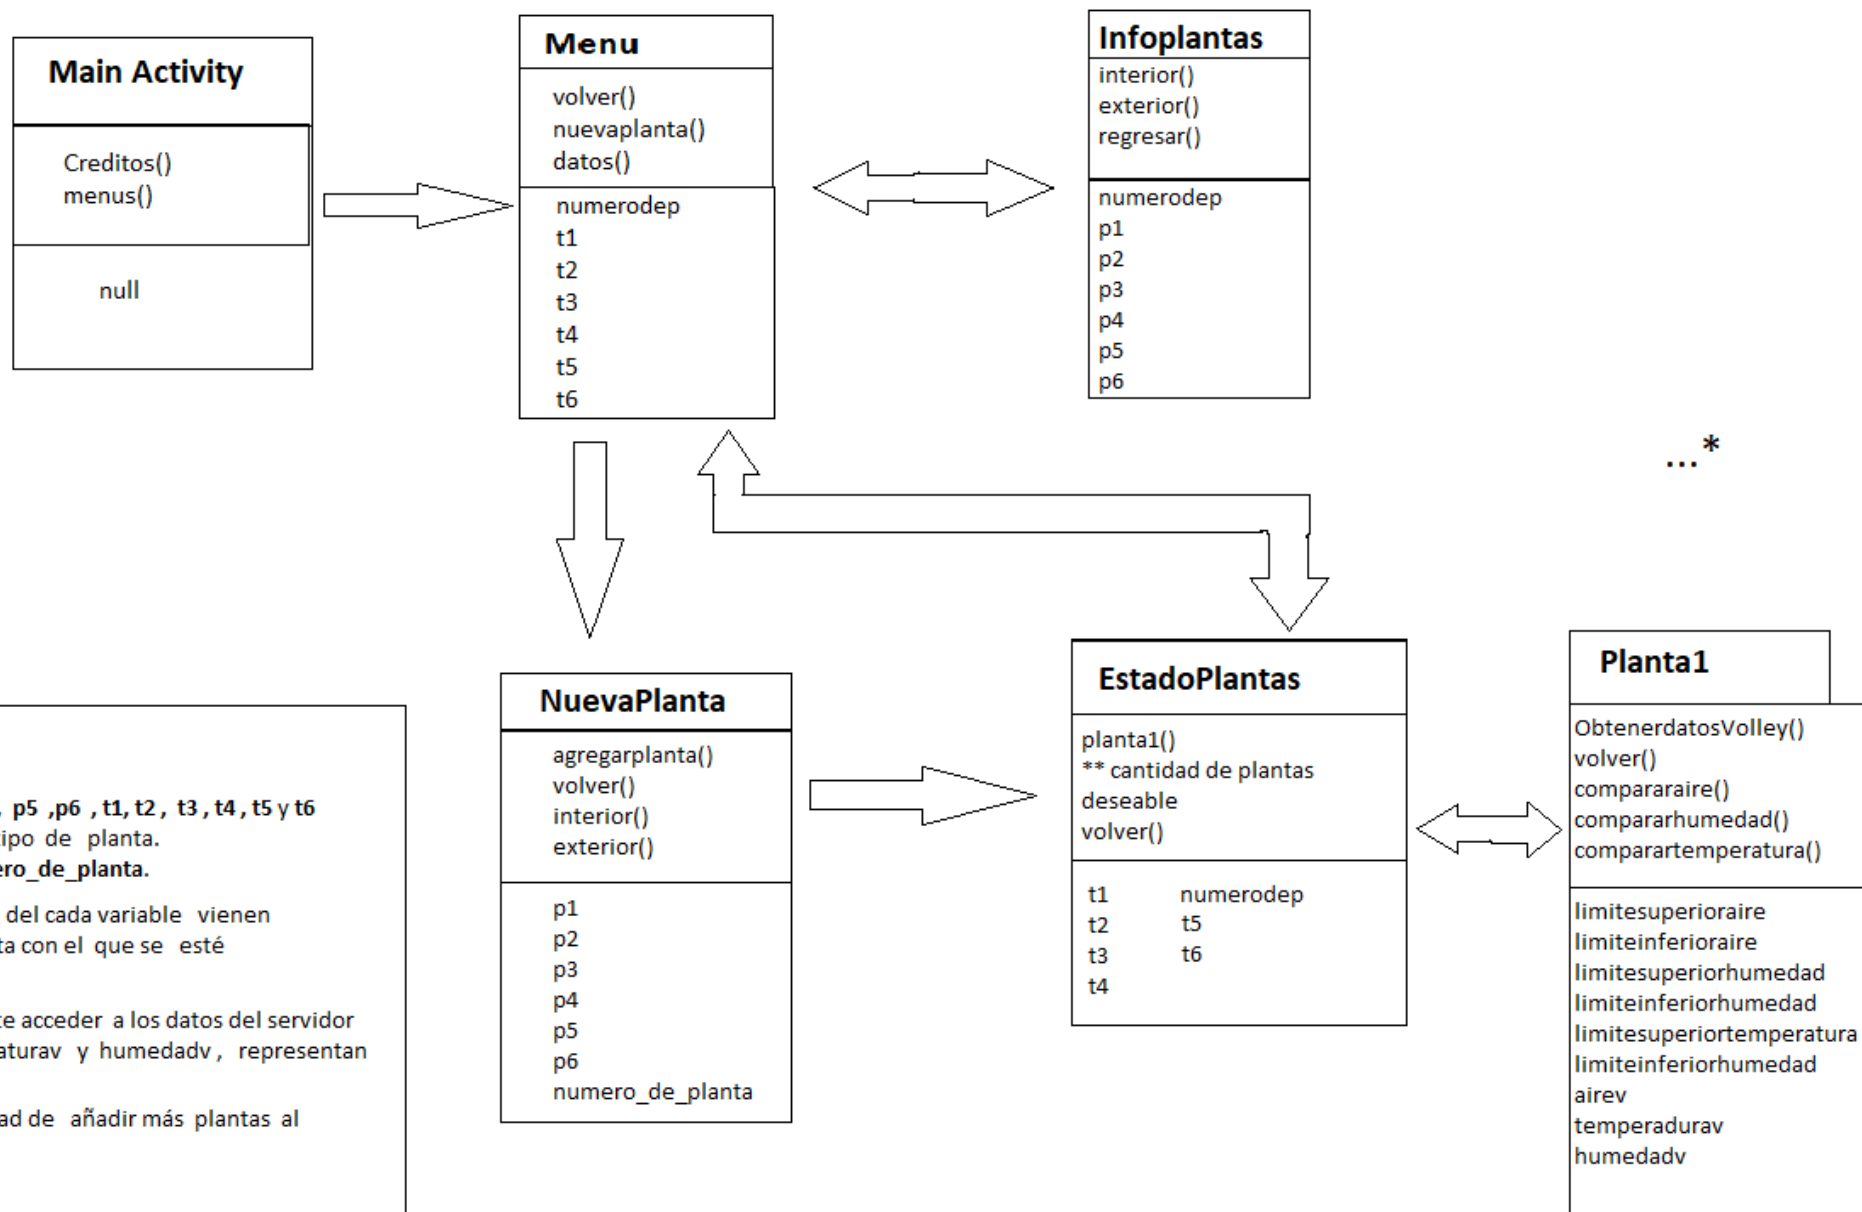 Main Activity
Creditos()
menus()
null
Menu
volver()
nuevaplanta()
datos()
numerodep
t1
t2
t3
t4
t5
t6
Infoplantas
interior()
exterior()
regresar()
numerodep
p1
p2
p3
p4
p5
p6
...*
, p5 ,p6 , t1, t2 , t3 , t4 , t5 y t6
tipo de planta.
ero_de_planta.
del cada variable vienen
ta con el que se esté
te acceder a los datos del servidor
aturav y humedadv , representan
ad de añadir más plantas al
NuevaPlanta
agregarplanta()
volver()
interior()
exterior()
p1
p2
p3
p4
p5
p6
numero_de_planta
EstadoPlantas
planta1()
** cantidad de plantas
deseable
volver()
t1 numerodep
t2 t5
t3 t6
t4
Planta1
ObtenerdatosVolley()
volver()
compararaire()
compararhumedad()
comparartemperatura()
limitesuperioraire
limiteinferioraire
limitesuperiorhumedad
limiteinferiorhumedad
limitesuperiortemperatura
limiteinferiorhumedad
airev
temperadurav
humedadv